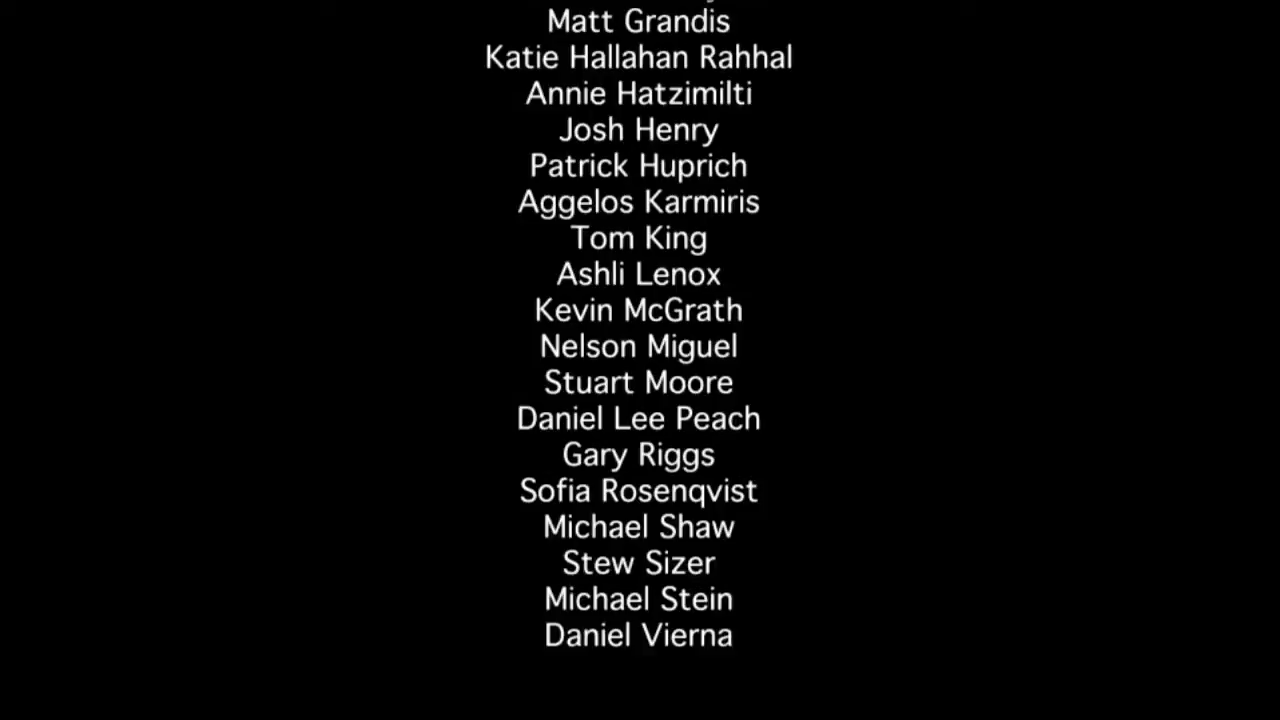 Matt Grandis
Katie Hallahan Rahhal
Annie Hatzimilti
Josh Henry
Patrick Huprich
Aggelos Karmiris
Tom King
Ashli Lenox
Kevin McGrath
Nelson Miguel
Stuart Moore
Daniel Lee Peach
Gary Riggs
Sofia Rosenqvist
Michael Shaw
Stew Sizer
Michael Stein
Daniel Vierna